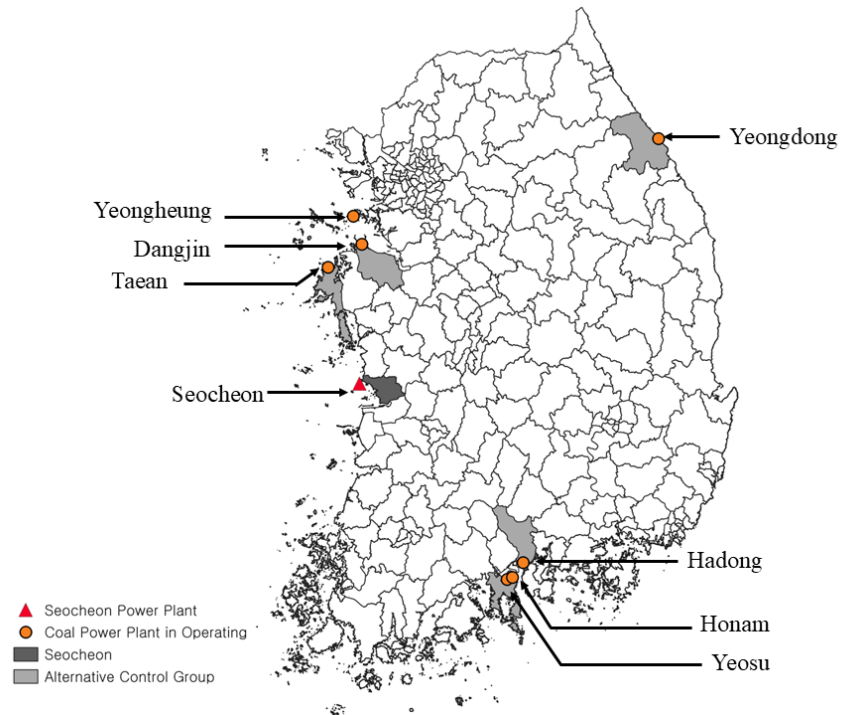 Yeongdong
Yeongheung
Dangjin
Taean
Seocheon
Hadong
Honam
Yeosu
Seocheon Power Plant
Coal Power Plant in Operating
Seocheon
Alternative Control Group